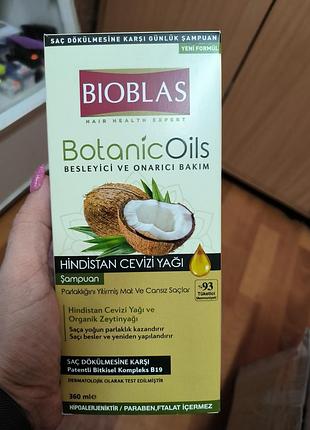 SAÇ DÖKÜLMESİNE KARŞI GÜNLÜK ŞAMPUAN
YENİ FORMÜL
BIOBLAS
HAIR HEALTH EXPERT
BotanicOils
BESLEYİCİ VE ONARICI BAKIM
HİNDİSTAN CEVİZİ YAĞI
Şampuan
Parlaklığını Yitirmiş Mat Ve Cansız Saçlar
%93
Tüketici
Memnuniyeti
Hindistan Cevizi Yağı ve
Organik Zeytinyağı
Saça yoğun parlaklık kazandırır
Saçı besler ve yeniden yapılandırır
SAÇ DÖKÜLMESİNE KARŞI
Patentli Bitkisel Kompleks B19
DERMATOLOJİK OLARAK TEST EDİLMİŞTİR
360 ml e
HİPOALERJENİKTİR / PARABEN,FTALAT İÇERMEZ